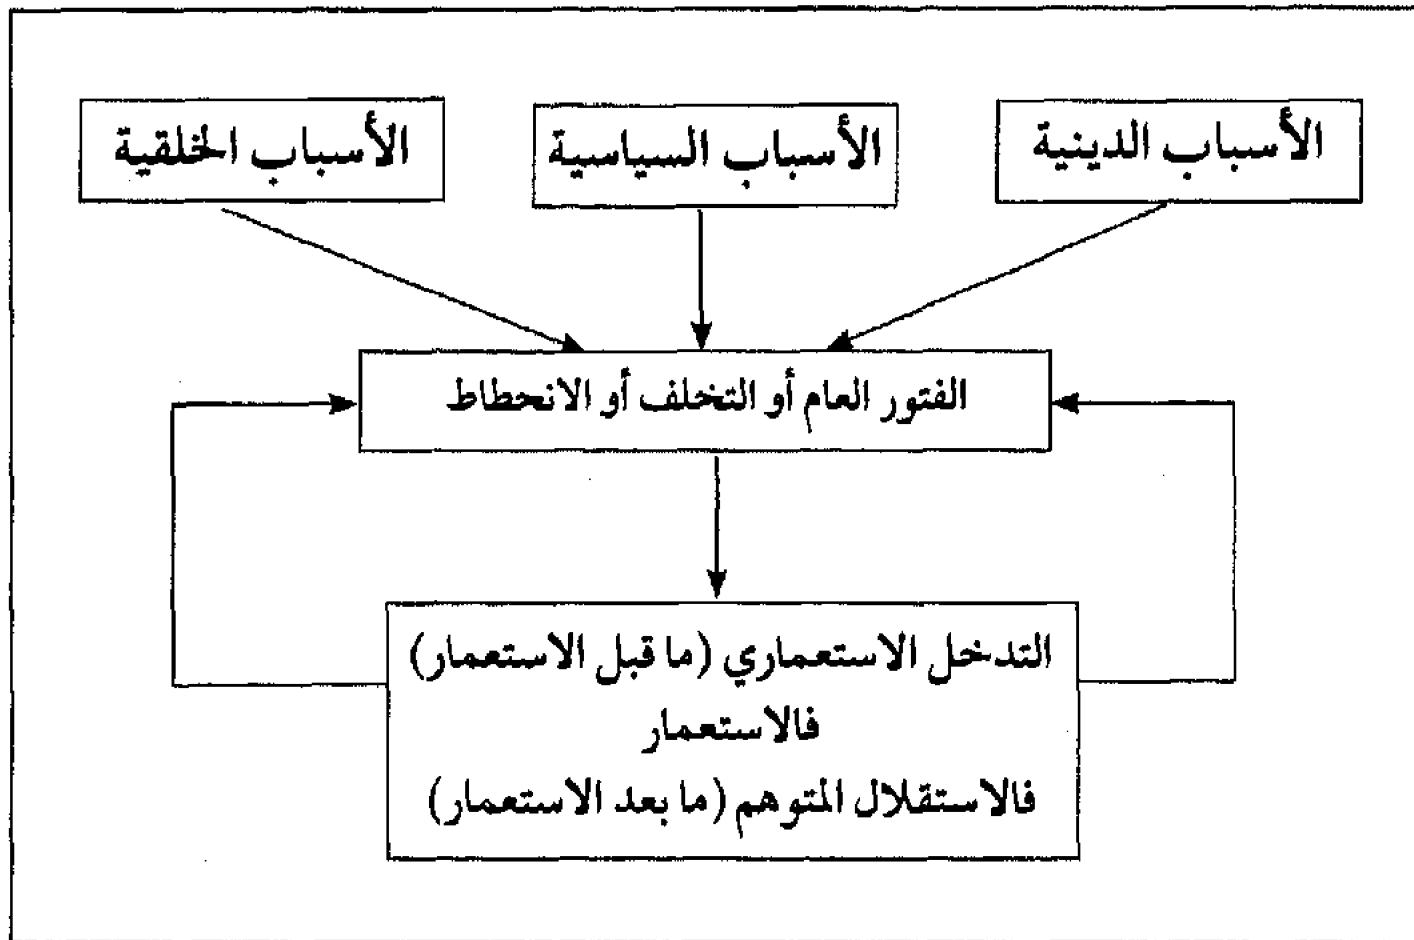 الأسباب الدينية
الأسباب السياسية
الأسباب الخلقية
الفتور العام أو التخلف أو الانحطاط
التدخل الاستعماري (ما قبل الاستعمار)
فالاستعمار
فالاستقلال المتوهم (ما بعد الاستعمار)